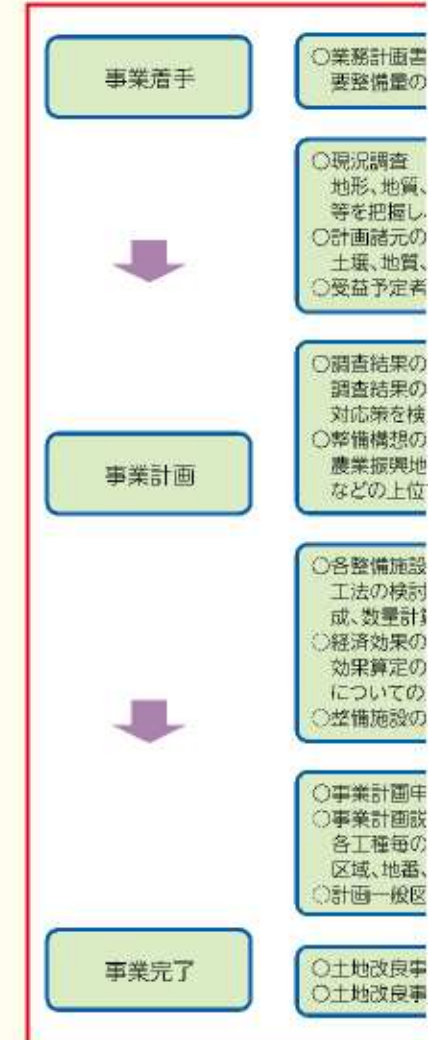 事業着手
○業務計画書
要整備量の
○現況調査
地形、地質、
等を把握し、
○計画諸元の
土壌、地質、
○受益予定者
○調査結果の
調査結果の
対応策を検
○整備構想の
農業振興地
などの上位
事業計画
○各整備施設
工法の検討
成、数量計算
○経済効果の
効果算定の
についての
○整備施設の
○事業計画申
○事業計画説
各工種毎の
区域、地番、
○計画一般図
事業完了
○土地改良事
○土地改良事